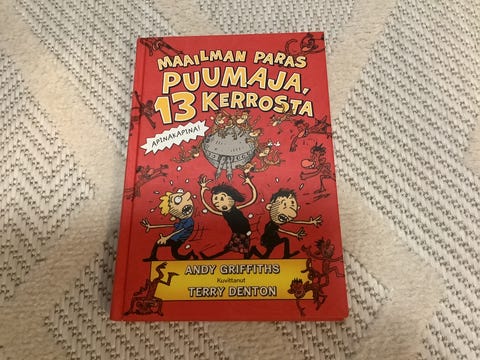 MAAILMAN PARAS
PUUMAJA,
13 KERROSTA
APINAKAPINA!
ANDY GRIFFITHS
Kuvittanut
TERRY DENTON